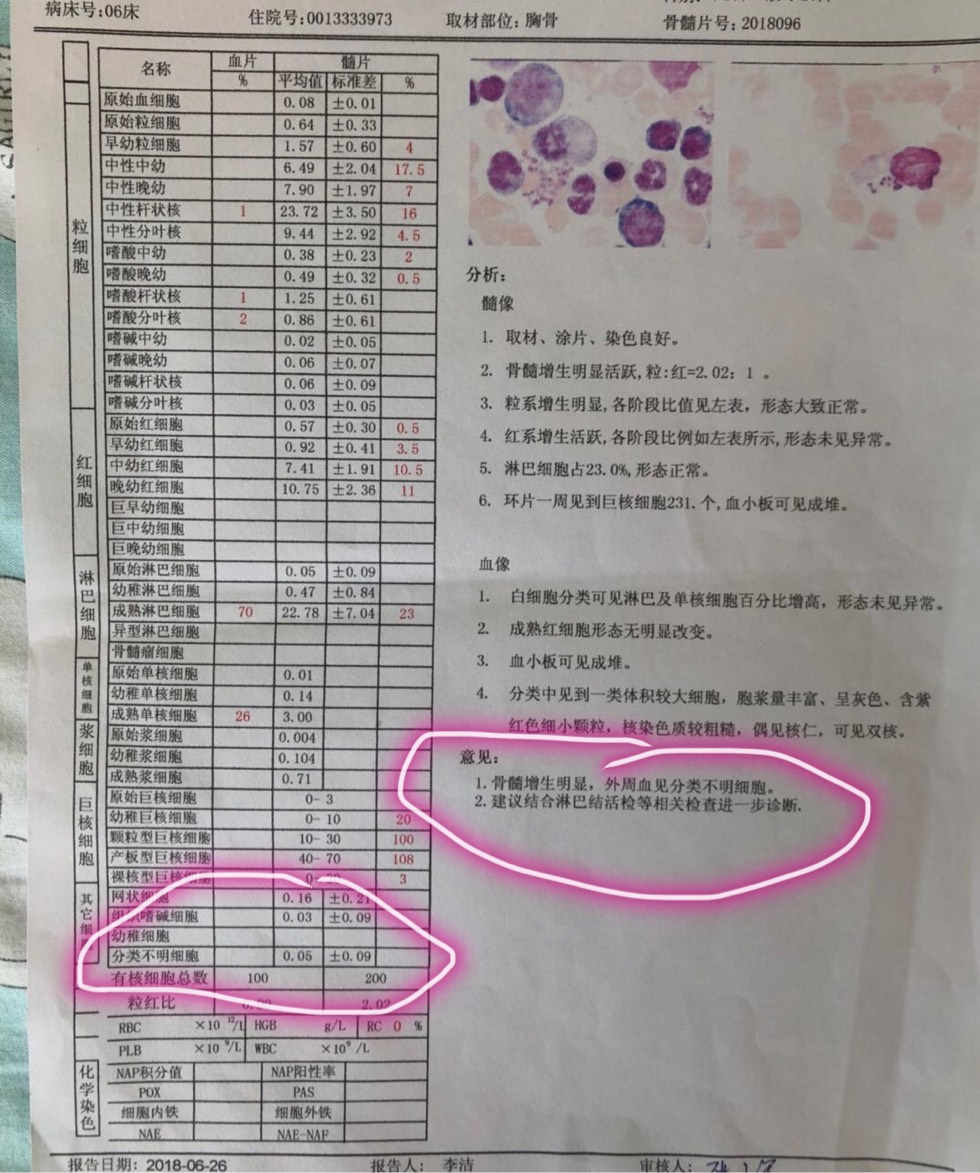 病床号:06床 住院号:0013333973 取材部位:胸骨 骨髓片号:2018096
名称 血片 髓片
% 平均值 标准差 %
粒细胞
原始血细胞 0.08 ±0.01
原始粒细胞 0.64 ±0.33
早幼粒细胞 1.57 ±0.60 4
中性中幼 6.49 ±2.04 17.5
中性晚幼 7.90 ±1.97 7
中性杆状核 1 23.72 ±3.50 16
中性分叶核 9.44 ±2.92 4.5
嗜酸中幼 0.38 ±0.23 2
嗜酸晚幼 0.49 ±0.32 0.5
嗜酸杆状核 1 1.25 ±0.61
嗜酸分叶核 2 0.86 ±0.61
嗜碱中幼 0.02 ±0.05
嗜碱晚幼 0.06 ±0.07
嗜碱杆状核 0.06 ±0.09
嗜碱分叶核 0.03 ±0.05
红细胞
原始红细胞 0.57 ±0.30 0.5
早幼红细胞 0.92 ±0.41 3.5
中幼红细胞 7.41 ±1.91 10.5
晚幼红细胞 10.75 ±2.36 11
巨早幼细胞
巨中幼细胞
巨晚幼细胞
淋巴细胞
原始淋巴细胞 0.05 ±0.09
幼稚淋巴细胞 0.47 ±0.84
成熟淋巴细胞 70 22.78 ±7.04 23
异型淋巴细胞
骨髓瘤细胞
单核细胞
原始单核细胞 0.01
幼稚单核细胞 0.14
成熟单核细胞 26 3.00
浆细胞
原始浆细胞 0.004
幼稚浆细胞 0.104
成熟浆细胞 0.71
巨核细胞
原始巨核细胞 0-3
幼稚巨核细胞 0-10 20
颗粒型巨核细胞 10-30 100
产板型巨核细胞 40-70 108
裸核型巨核细胞 3
其它细胞
网状细胞 0.16 ±0.21
组织嗜碱细胞 0.03 ±0.09
幼稚细胞
分类不明细胞 0.05 ±0.09
有核细胞总数 100 200
粒红比 2.02
RBC ×10 12/L HGB g/L RC 0 %
PLB ×10 9/L WBC ×10 9 /L
化学染色
NAP积分值 NAP阳性率
POX PAS
细胞内铁 细胞外铁
NAE NAE-NAF
分析:
髓像
1. 取材、涂片、染色良好。
2. 骨髓增生明显活跃,粒:红=2.02:1 。
3. 粒系增生明显,各阶段比值见左表,形态大致正常。
4. 红系增生活跃,各阶段比例如左表所示,形态未见异常。
5. 淋巴细胞占23.0%,形态正常。
6. 环片一周见到巨核细胞231.个,血小板可见成堆。
血像
1. 白细胞分类可见淋巴及单核细胞百分比增高,形态未见异常。
2. 成熟红细胞形态无明显改变。
3. 血小板可见成堆。
4. 分类中见到一类体积较大细胞,胞浆量丰富、呈灰色、含紫
红色细小颗粒,核染色质较粗糙,偶见核仁,可见双核。
意见:
1.骨髓增生明显,外周血见分类不明细胞。
2.建议结合淋巴结活检等相关检查进一步诊断.
报告日期: 2018-06-26 报告人: 李洁 审核人: